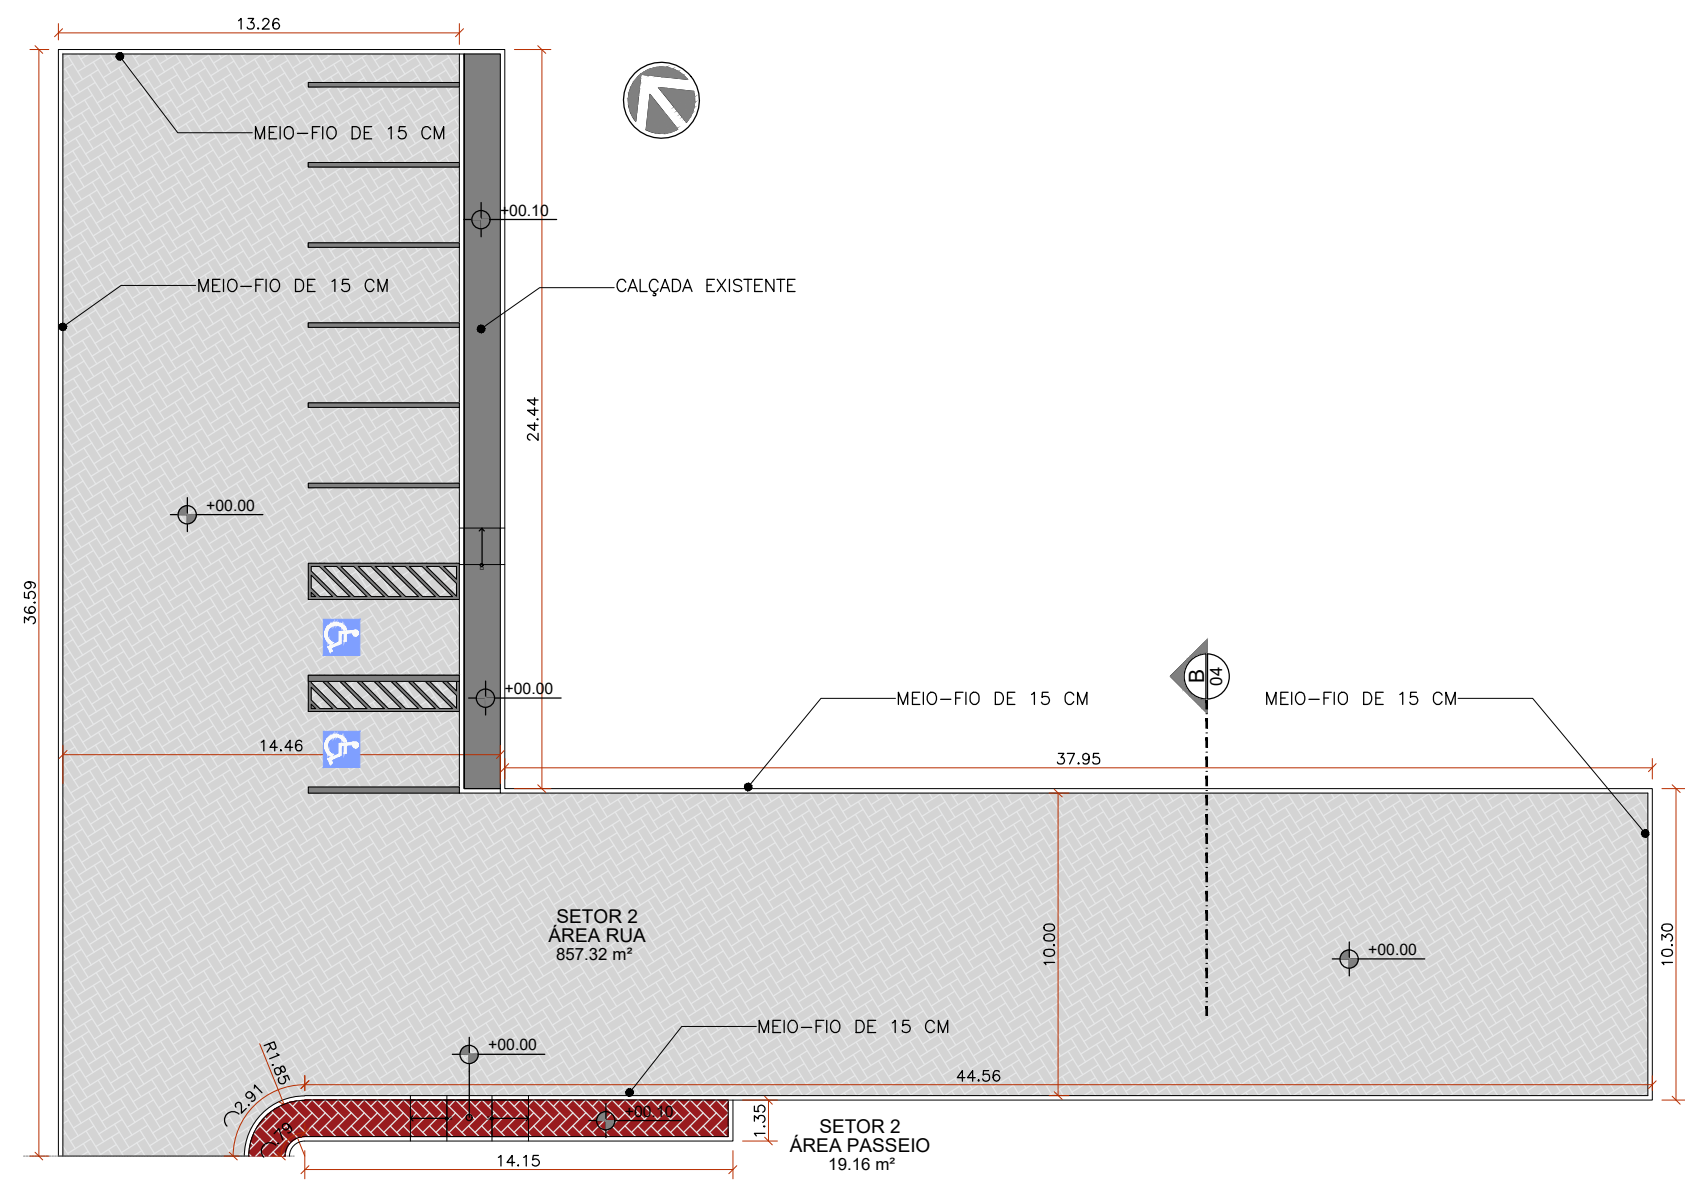 13.26
MEIO-FIO DE 15 CM
+00.10
MEIO-FIO DE 15 CM
CALÇADA EXISTENTE
24.44
+00.00
36.59
+00.00
B
04
MEIO-FIO DE 15 CM
MEIO-FIO DE 15 CM
14.46
37.95
SETOR 2
ÁREA RUA
857.32 m²
10.00
+00.00
10.30
MEIO-FIO DE 15 CM
+00.00
R1.85
44.56
2.91
+00.10
1.35
SETOR 2
ÁREA PASSEIO
19.16 m²
14.15